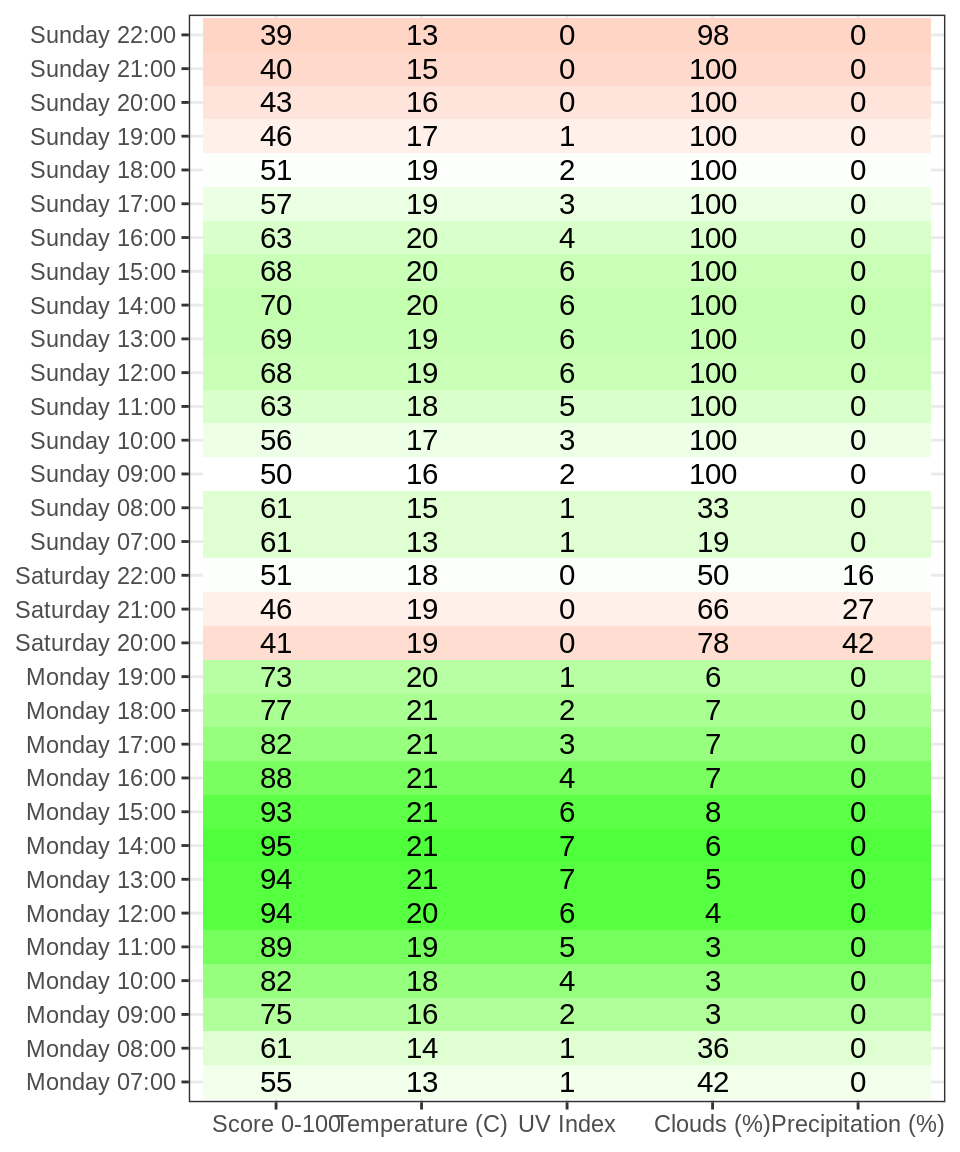 Sunday 22:00 39 13 0 98 0
Sunday 21:00 40 15 0 100 0
Sunday 20:00 43 16 0 100 0
Sunday 19:00 46 17 1 100 0
Sunday 18:00 51 19 2 100 0
Sunday 17:00 57 19 3 100 0
Sunday 16:00 63 20 4 100 0
Sunday 15:00 68 20 6 100 0
Sunday 14:00 70 20 6 100 0
Sunday 13:00 69 19 6 100 0
Sunday 12:00 68 19 6 100 0
Sunday 11:00 63 18 5 100 0
Sunday 10:00 56 17 3 100 0
Sunday 09:00 50 16 2 100 0
Sunday 08:00 61 15 1 33 0
Sunday 07:00 61 13 1 19 0
Saturday 22:00 51 18 0 50 16
Saturday 21:00 46 19 0 66 27
Saturday 20:00 41 19 0 78 42
Monday 19:00 73 20 1 6 0
Monday 18:00 77 21 2 7 0
Monday 17:00 82 21 3 7 0
Monday 16:00 88 21 4 7 0
Monday 15:00 93 21 6 8 0
Monday 14:00 95 21 7 6 0
Monday 13:00 94 21 7 5 0
Monday 12:00 94 20 6 4 0
Monday 11:00 89 19 5 3 0
Monday 10:00 82 18 4 3 0
Monday 09:00 75 16 2 3 0
Monday 08:00 61 14 1 36 0
Monday 07:00 55 13 1 42 0
Score 0-100 Temperature (C) UV Index Clouds (%) Precipitation (%)